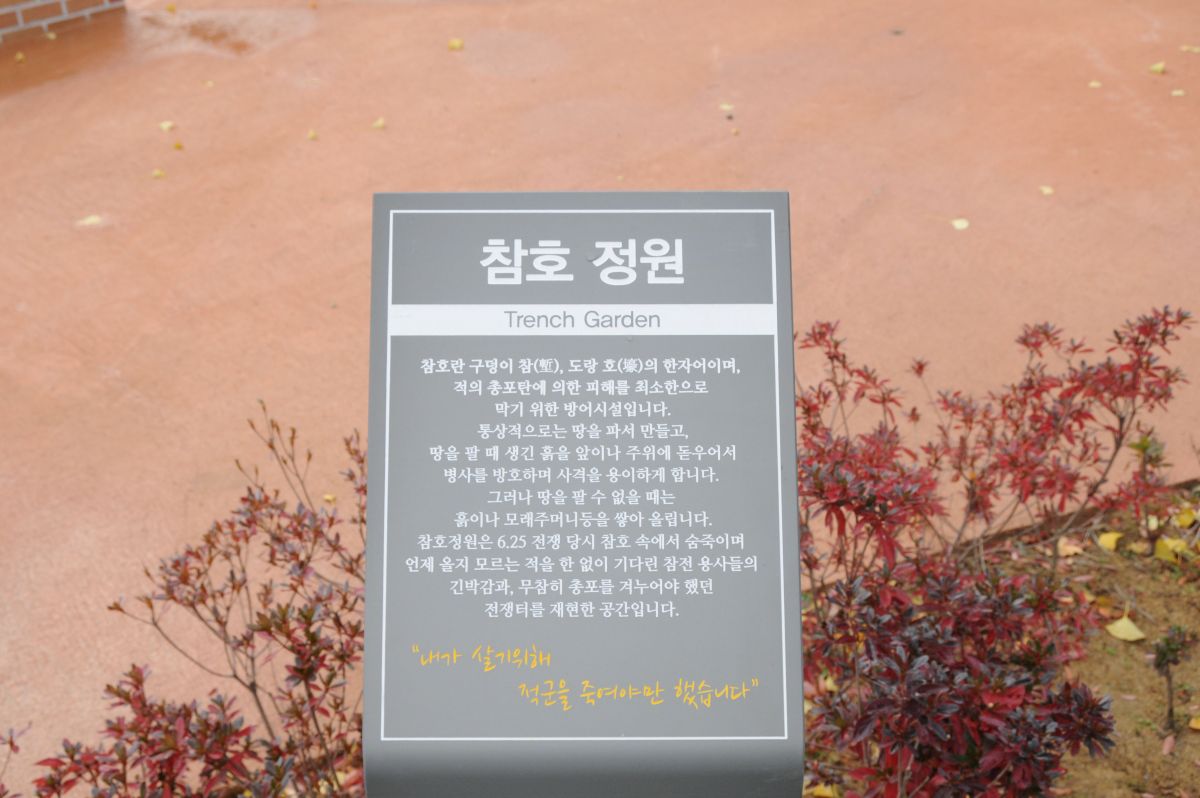 참호 정원
Trench Garden
참호란 구덩이 참(塹), 도랑 호(壕)의 한자어이며,
적의 총포탄에 의한 피해를 최소한으로
막기 위한 방어시설입니다.
통상적으로는 땅을 파서 만들고,
땅을 팔 때 생긴 흙을 앞이나 주위에 돋우어서
병사를 방호하며 사격을 용이하게 합니다.
그러나 땅을 팔 수 없을 때는
흙이나 모래주머니등을 쌓아 올립니다.
참호정원은 6.25 전쟁 당시 참호 속에서 숨죽이며
언제 올지 모르는 적을 한 없이 기다린 참전 용사들의
긴박감과, 무참히 총포를 겨누어야 했던
전쟁터를 재현한 공간입니다.
"내가 살기위해
적군을 죽여야만 했습니다"